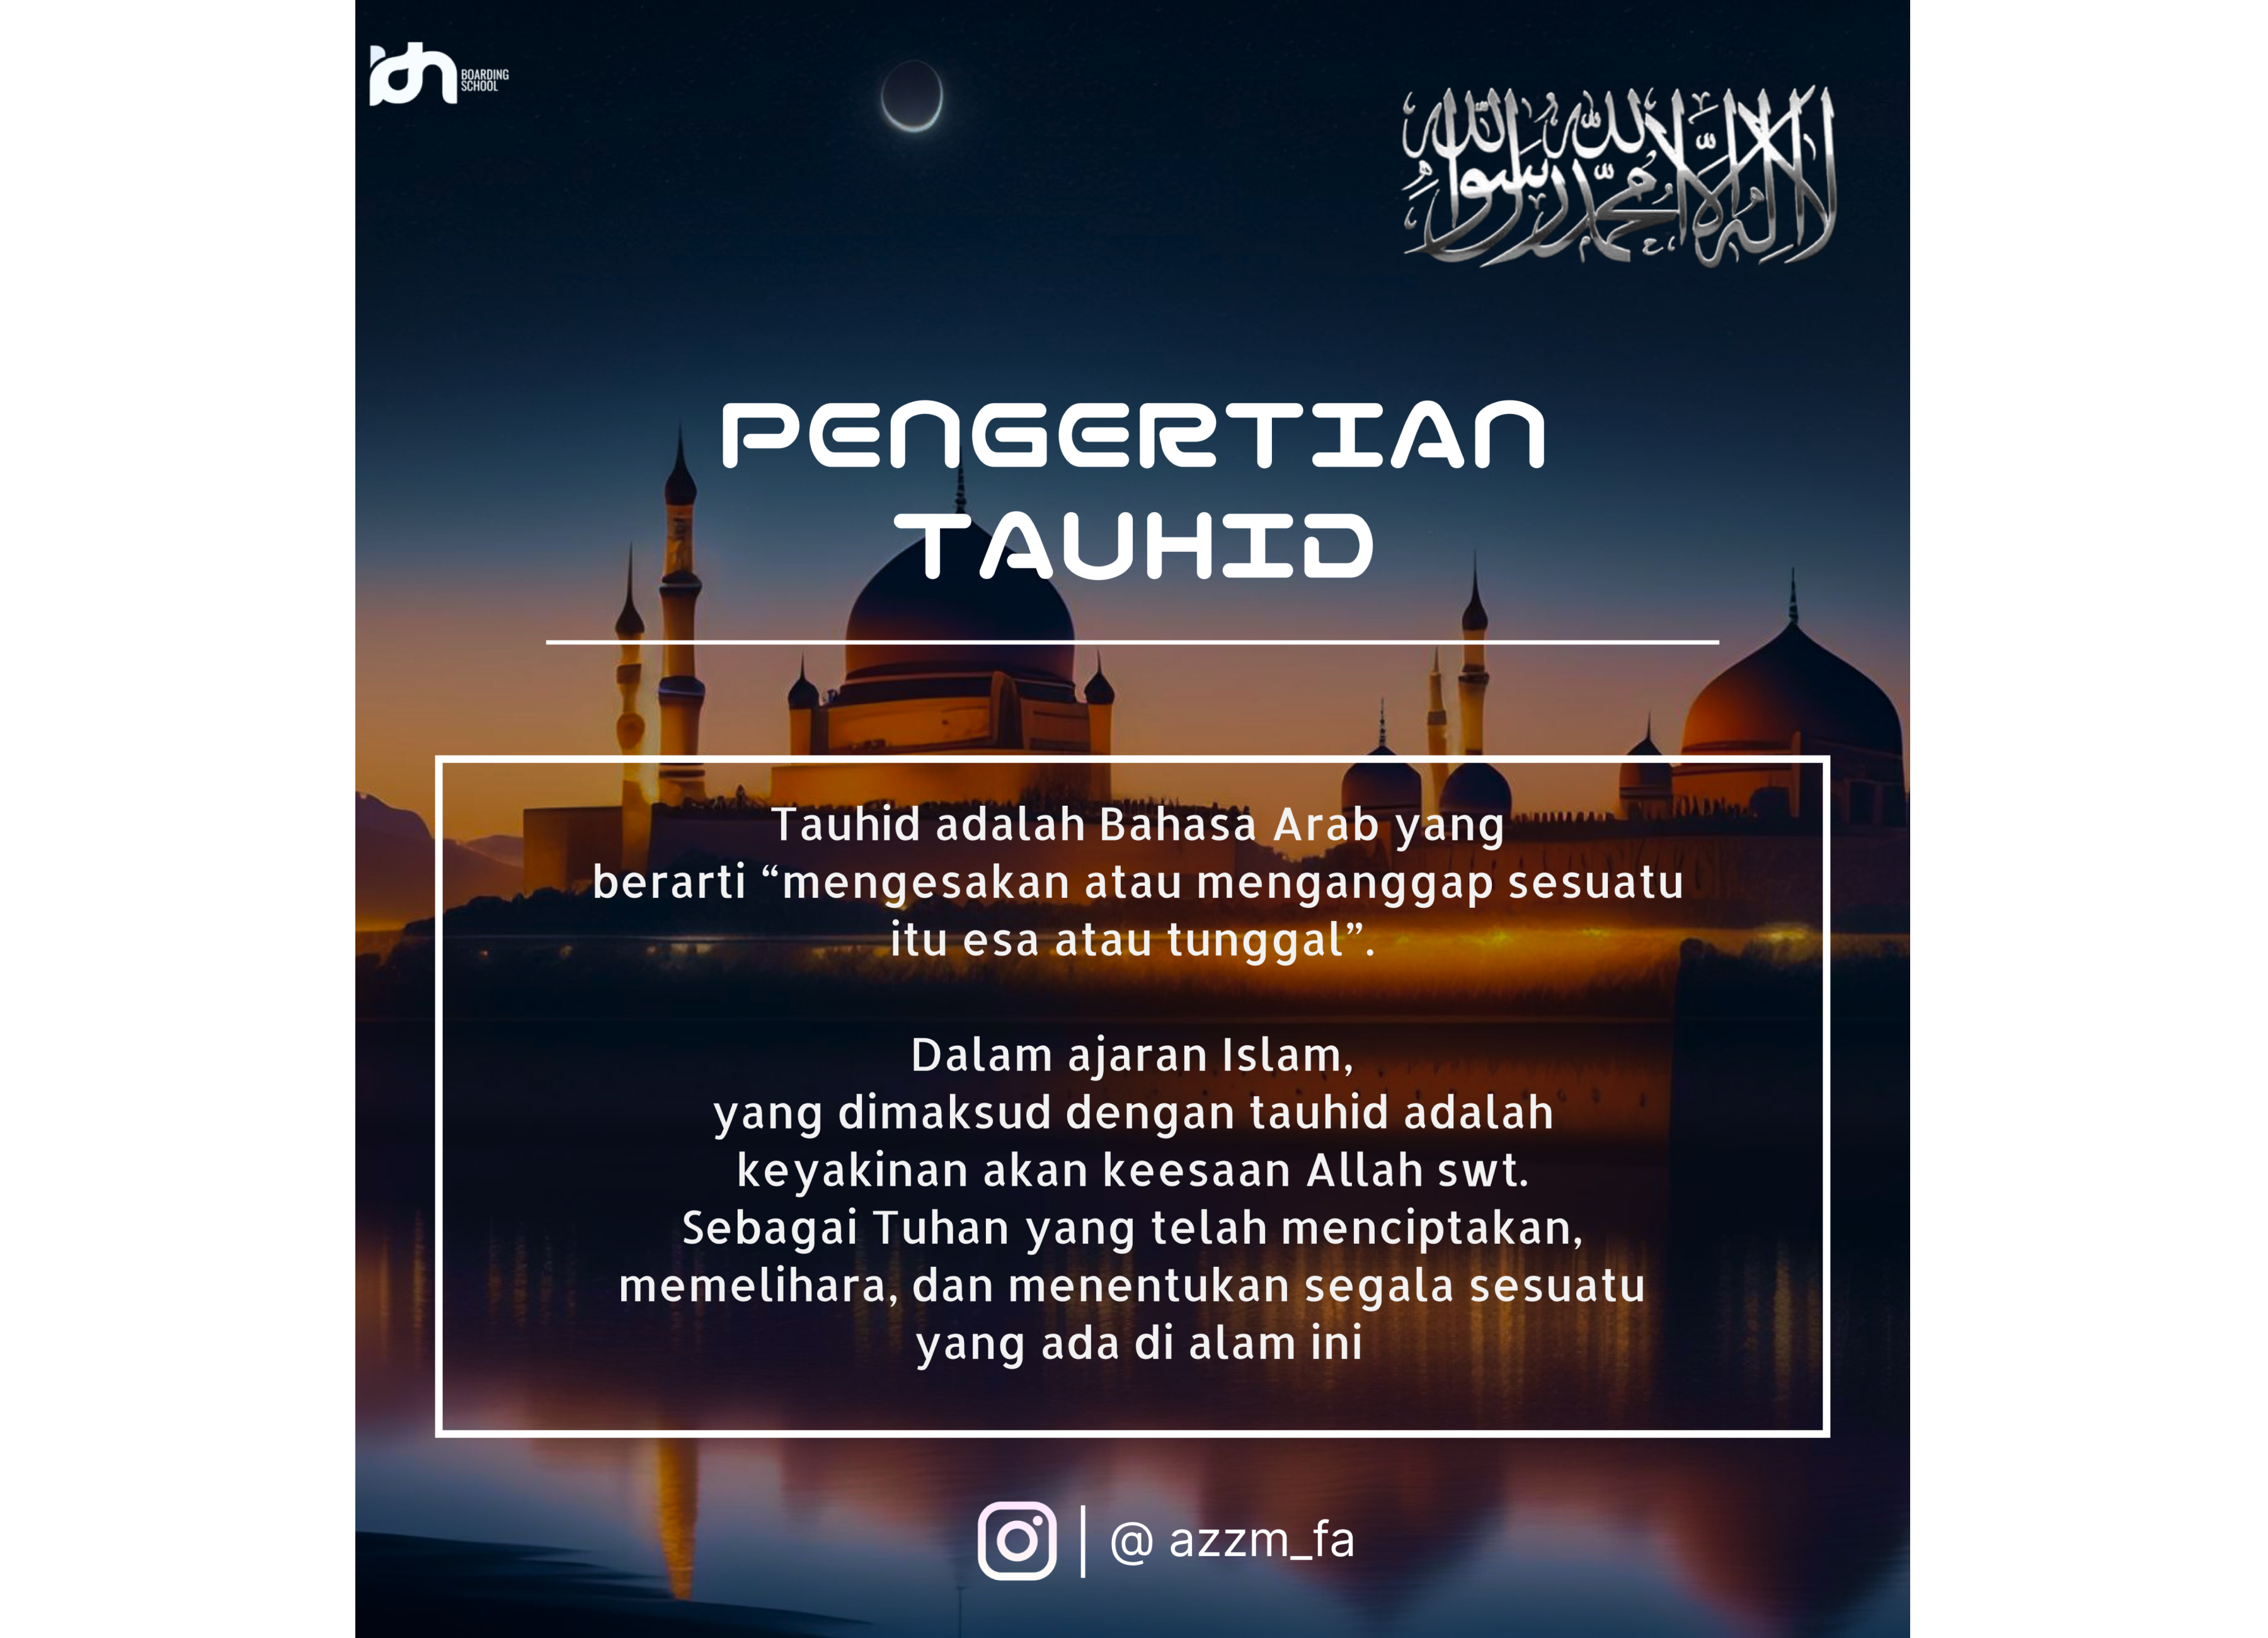 BOARDING
SCHOOL
لا إله إلا الله محمد رسول الله
PENGERTIAN
TAUHID
Tauhid adalah Bahasa Arab yang
berarti “mengesakan atau menganggap sesuatu
itu esa atau tunggal”.
Dalam ajaran Islam,
yang dimaksud dengan tauhid adalah
keyakinan akan keesaan Allah swt.
Sebagai Tuhan yang telah menciptakan,
memelihara, dan menentukan segala sesuatu
yang ada di alam ini
@ azzm_fa